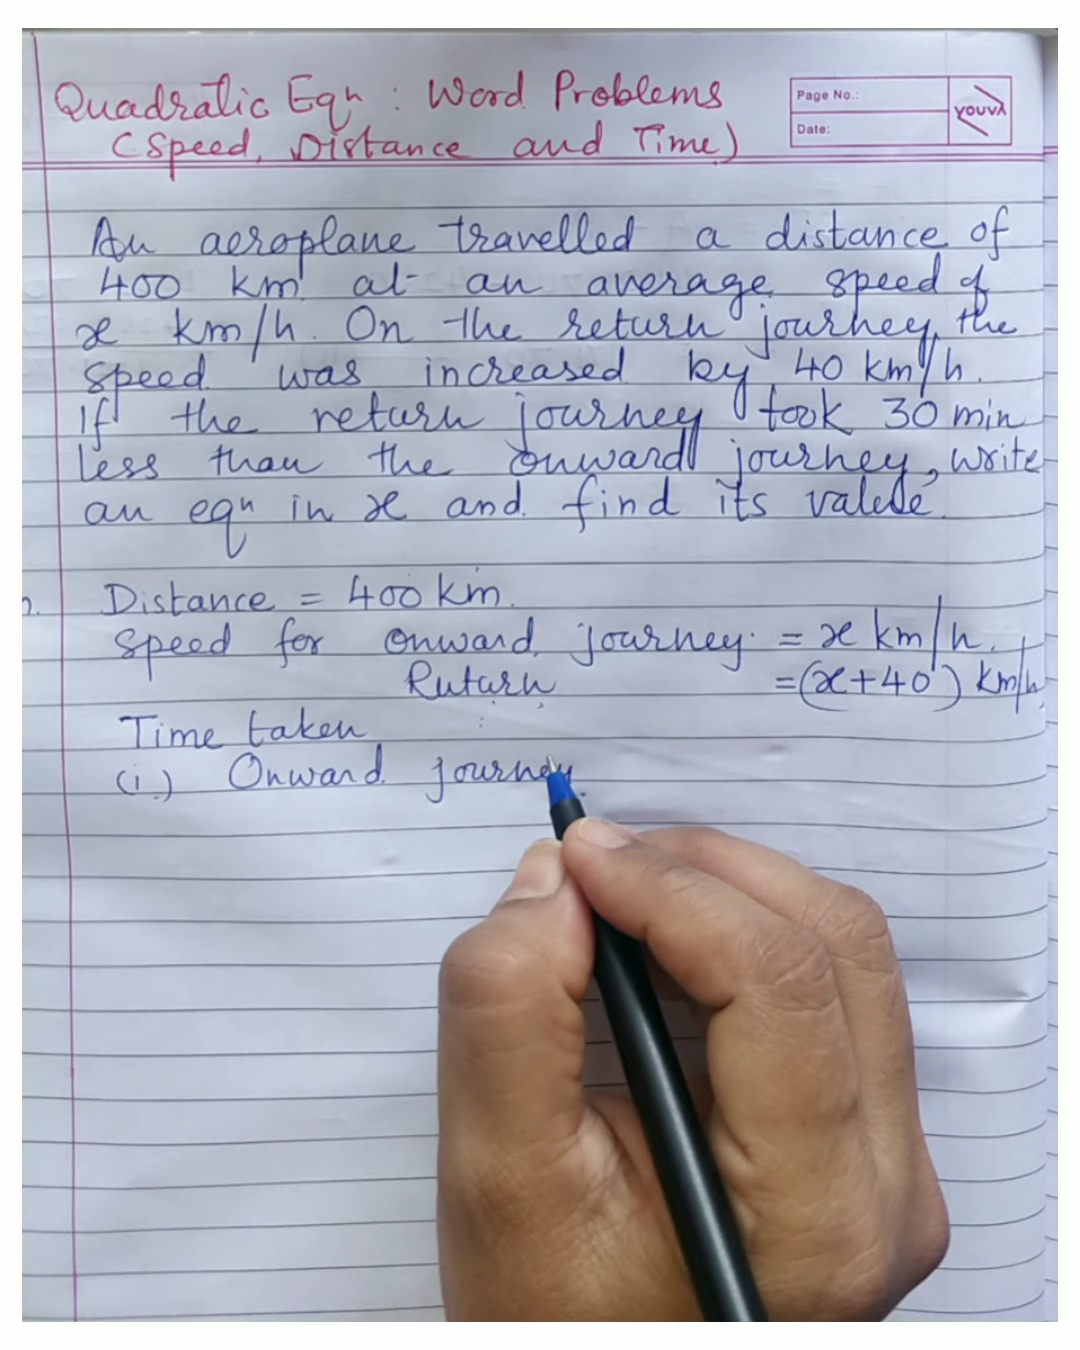 Quadratic Eqn : Word Problems
(Speed, Distance and Time)
Page No.:
Date:
YOUVA
An aeroplane travelled a distance of
400 km at an average speed of
x km/h. On the return journey, the
speed was increased by 40 km/h.
If the return journey took 30 min
less than the onward journey, write
an eqn in x and find its value.
Distance = 400 km.
Speed for onward journey = x km/h.
Ruturn = (x+40) km/h.
Time taken
(i.) Onward journey